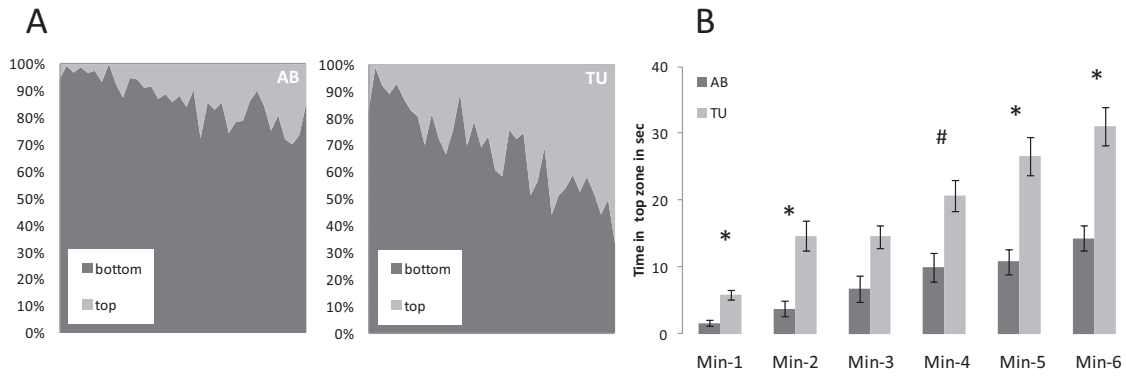 A
100%
90%
80%
70%
60%
50%
40%
30%
20%
10%
0%
AB
bottom
top
100%
90%
80%
70%
60%
50%
40%
30%
20%
10%
0%
TU
bottom
top
B
Time in top zone in sec
40
30
20
10
0
AB
TU
*
*
#
*
*
Min-1 Min-2 Min-3 Min-4 Min-5 Min-6